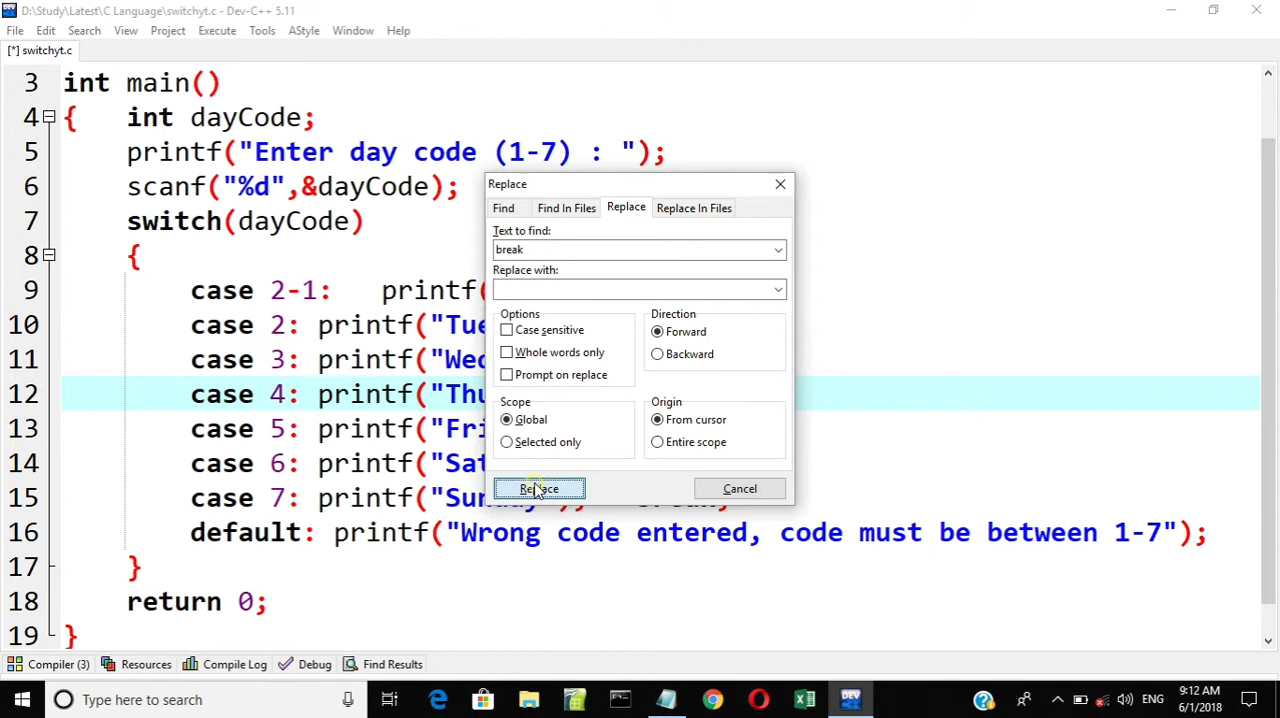 D:\Study\Latest\C Language\switchyt.c - Dev-C++ 5.11
File Edit Search View Project Execute Tools AStyle Window Help
[*] switchyt.c
3 int main()
4 { int dayCode;
5 printf("Enter day code (1-7) : ");
6 scanf("%d",&dayCode);
7 switch(dayCode)
8 {
9 case 2-1: printf(
10 case 2: printf("Tue
11 case 3: printf("Wed
12 case 4: printf("Thu
13 case 5: printf("Fri
14 case 6: printf("Sat
15 case 7: printf("Sunday
16 default: printf("Wrong code entered, code must be between 1-7");
17 }
18 return 0;
19 }
Replace
Find Find In Files Replace Replace In Files
Text to find:
break
Replace with:
Options
Case sensitive
Whole words only
Prompt on replace
Direction
Forward
Backward
Scope
Global
Selected only
Origin
From cursor
Entire scope
Replace Cancel
Compiler (3) Resources Compile Log Debug Find Results
Type here to search
DEV
ENG
9:12 AM
6/1/2018